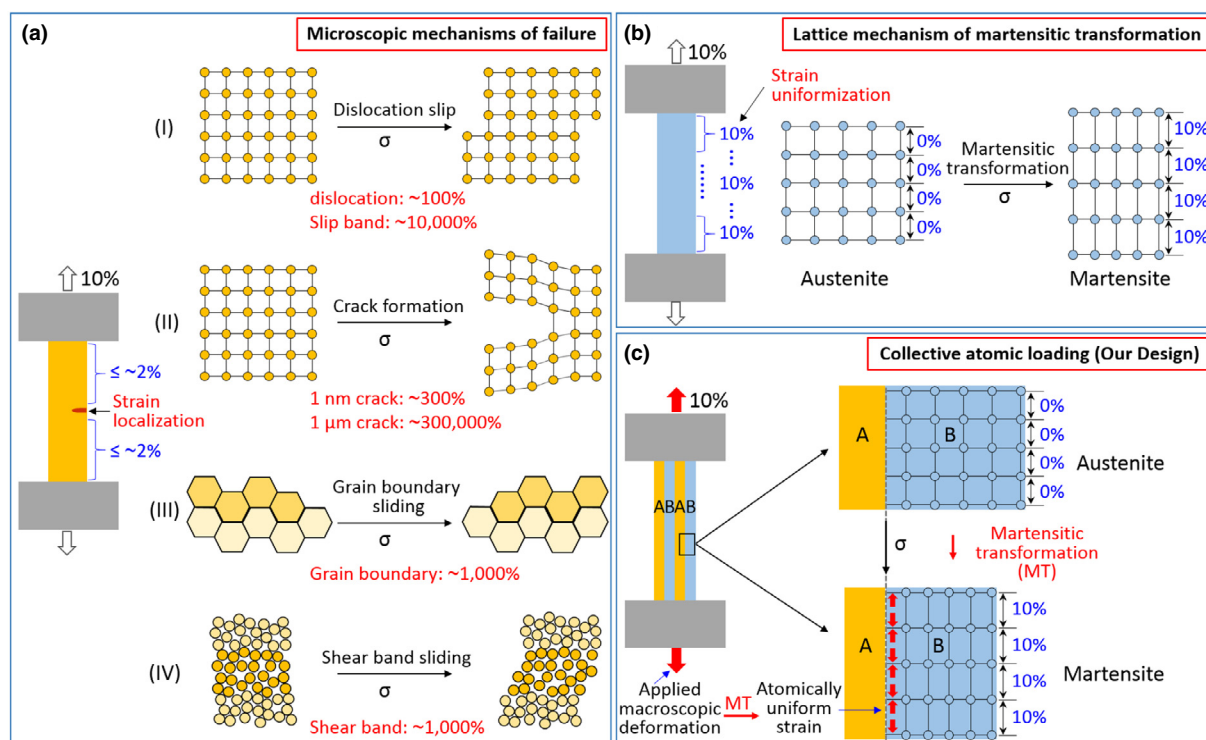 (a)
Microscopic mechanisms of failure
(I)
Dislocation slip
σ
dislocation: ~100%
Slip band: ~10,000%
10%
≤ ~2%
Strain
localization
≤ ~2%
(II)
Crack formation
σ
1 nm crack: ~300%
1 μm crack: ~300,000%
(III)
Grain boundary
sliding
σ
Grain boundary: ~1,000%
(IV)
Shear band sliding
σ
Shear band: ~1,000%
(b)
Lattice mechanism of martensitic transformation
10%
Strain
uniformization
10%
...
10%
...
10%
0%
0%
0%
0%
Austenite
Martensitic
transformation
σ
10%
10%
10%
10%
Martensite
(c)
Collective atomic loading (Our Design)
10%
ABAB
A
B
0%
0%
0%
0%
Austenite
σ
Martensitic
transformation
(MT)
A
B
10%
10%
10%
10%
Martensite
Applied
macroscopic
deformation
MT
Atomically
uniform
strain